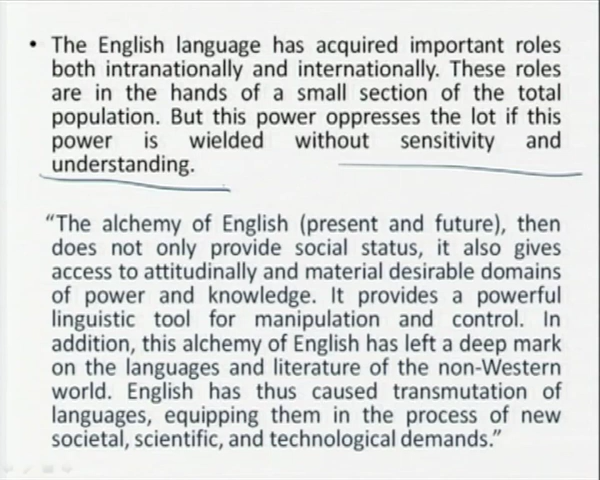 • The English language has acquired important roles
both intranationally and internationally. These roles
are in the hands of a small section of the total
population. But this power oppresses the lot if this
power is wielded without sensitivity and
understanding.
“The alchemy of English (present and future), then
does not only provide social status, it also gives
access to attitudinally and material desirable domains
of power and knowledge. It provides a powerful
linguistic tool for manipulation and control. In
addition, this alchemy of English has left a deep mark
on the languages and literature of the non-Western
world. English has thus caused transmutation of
languages, equipping them in the process of new
societal, scientific, and technological demands.”